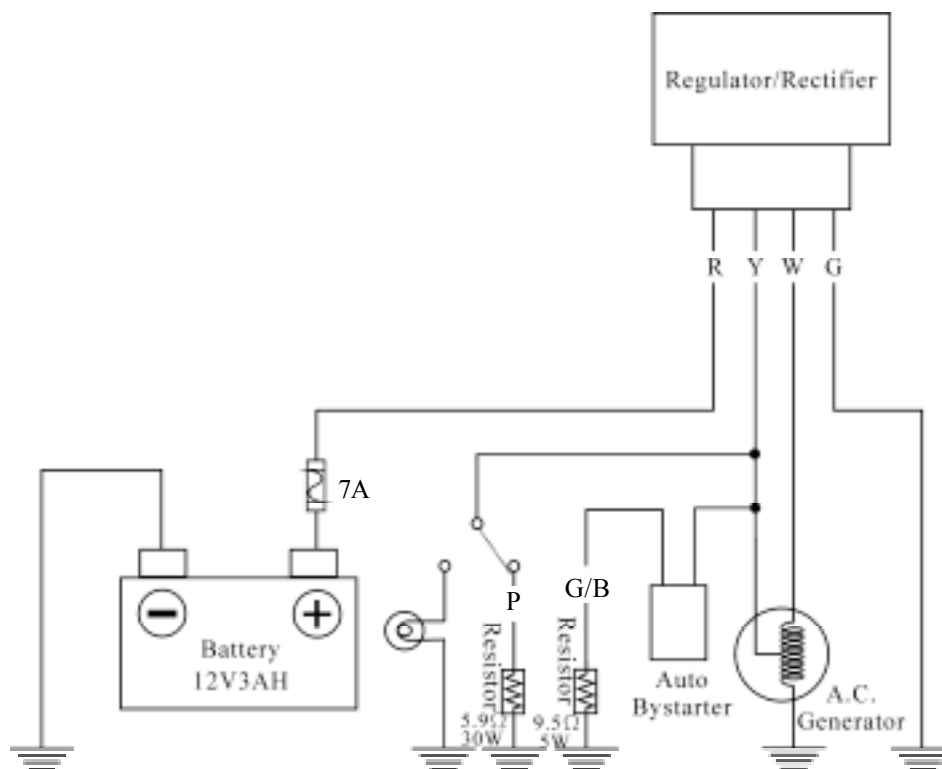 Regulator/Rectifier
R Y W G
7A
P
G/B
Battery
12V3AH
Resistor
5.9Ω
30W
Resistor
9.5Ω
5W
Auto
Bystarter
A.C.
Generator